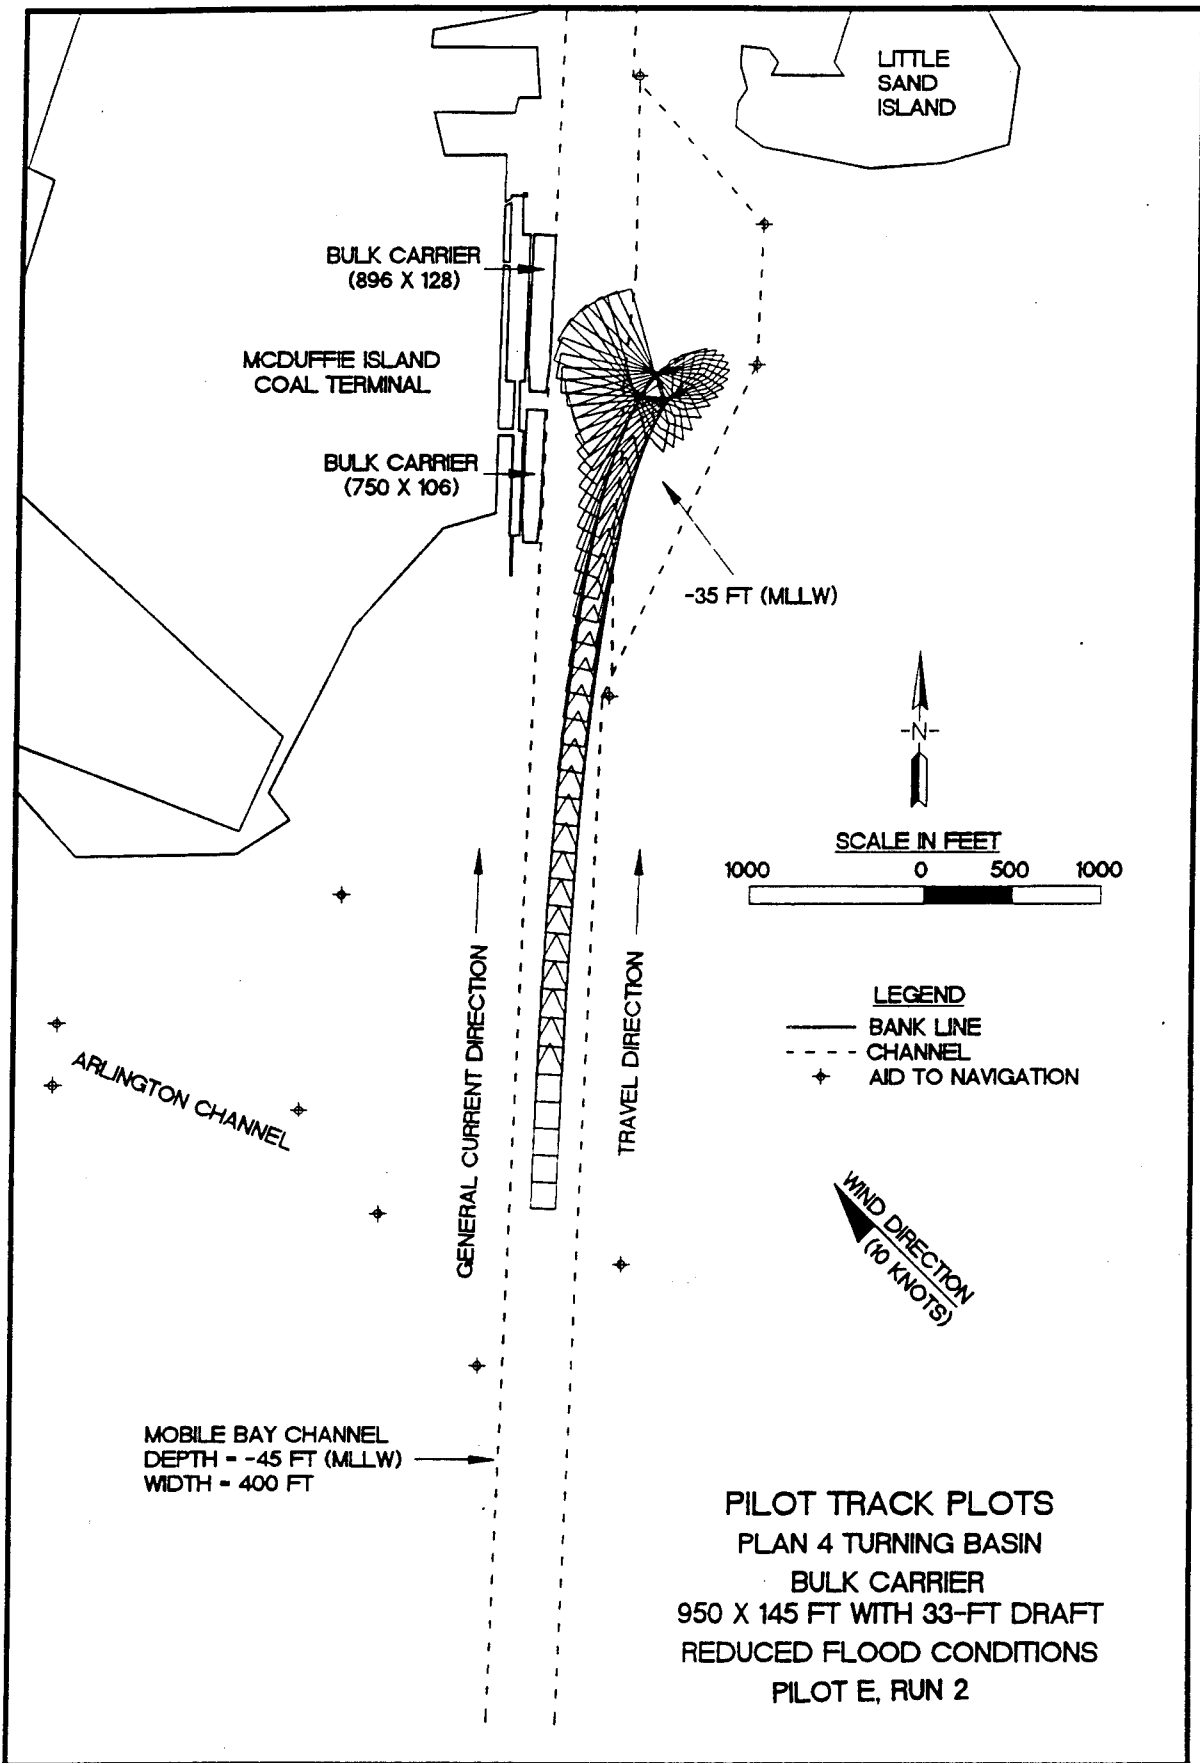 LITTLE
SAND
ISLAND
BULK CARRIER
(896 X 128)
MCDUFFIE ISLAND
COAL TERMINAL
BULK CARRIER
(750 X 106)
-35 FT (MLLW)
-N-
SCALE IN FEET
1000 0 500 1000
GENERAL CURRENT DIRECTION
TRAVEL DIRECTION
LEGEND
BANK LINE
CHANNEL
AID TO NAVIGATION
ARLINGTON CHANNEL
WIND DIRECTION
(10 KNOTS)
MOBILE BAY CHANNEL
DEPTH = -45 FT (MLLW)
WIDTH = 400 FT
PILOT TRACK PLOTS
PLAN 4 TURNING BASIN
BULK CARRIER
950 X 145 FT WITH 33-FT DRAFT
REDUCED FLOOD CONDITIONS
PILOT E, RUN 2